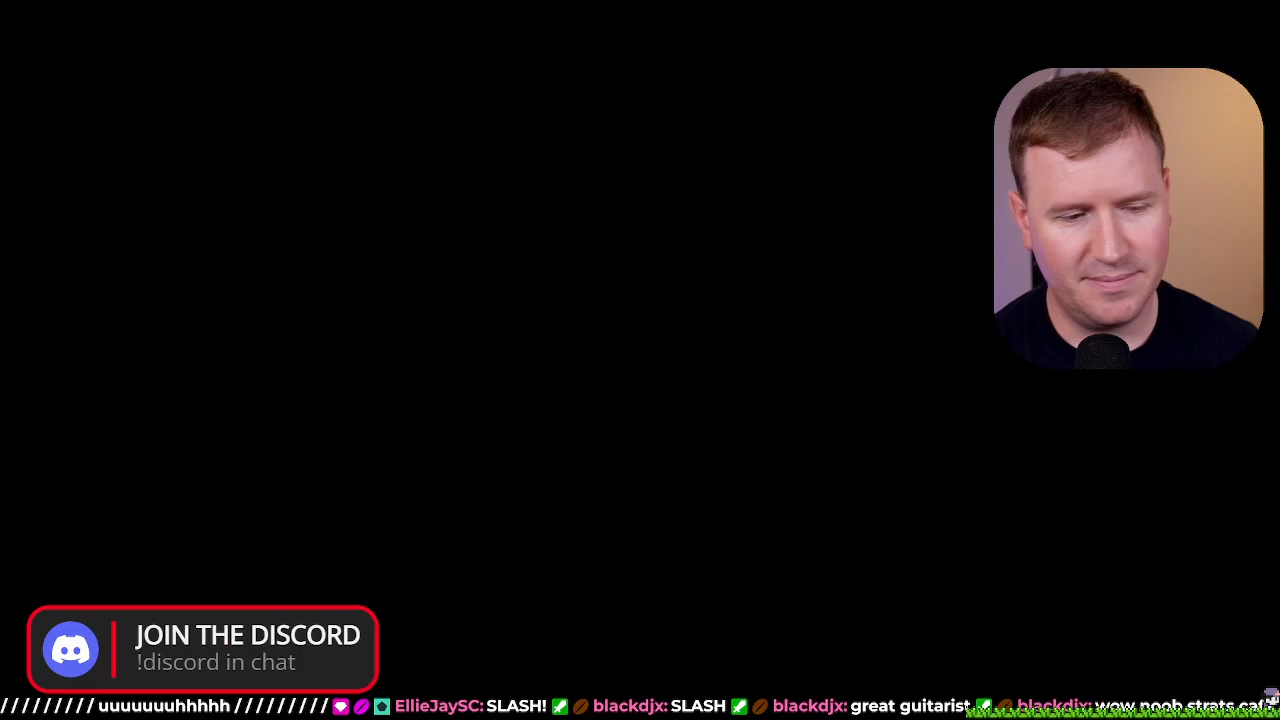 JOIN THE DISCORD
!discord in chat
///////// uuuuuuuhhhhh ///////// EllieJaySC: SLASH! blackdjx: SLASH blackdjx: great guitarist blackdjx: wow noob strats